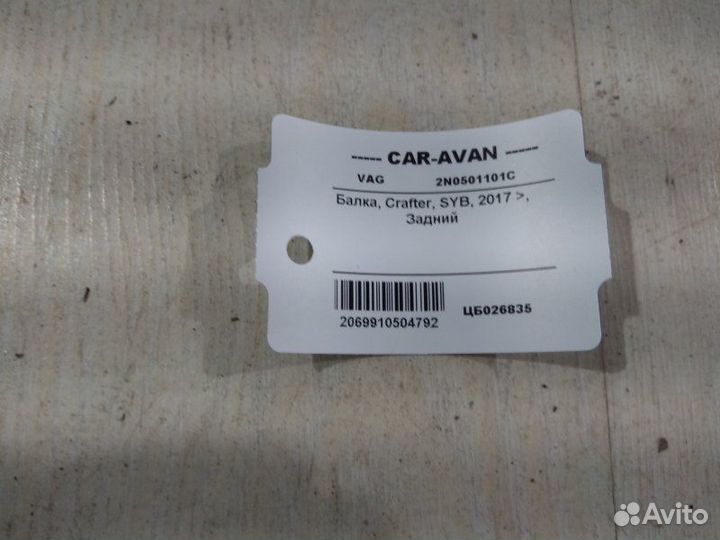 ----- CAR-AVAN -----
VAG 2N0501101C
Балка, Crafter, SYB, 2017 >,
Задний
2069910504792
ЦБ026835
Avito